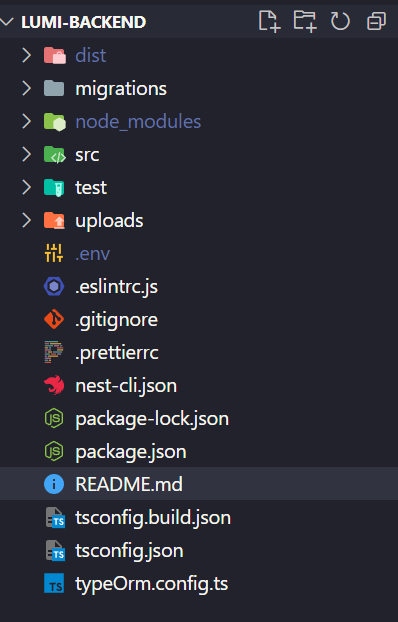 LUMI-BACKEND
dist
migrations
node_modules
src
test
uploads
.env
.eslintrc.js
.gitignore
.prettierrc
nest-cli.json
package-lock.json
package.json
README.md
tsconfig.build.json
tsconfig.json
typeOrm.config.ts